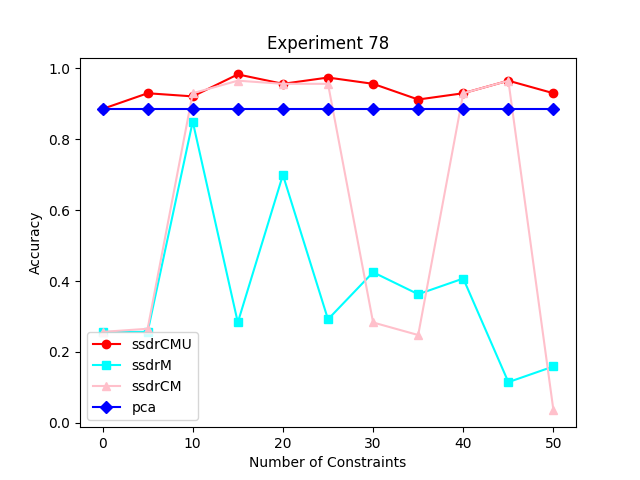 Experiment 78
Accuracy
1.0
0.8
0.6
0.4
0.2
0.0
ssdrCMU
ssdrM
ssdrCM
pca
0 10 20 30 40 50
Number of Constraints